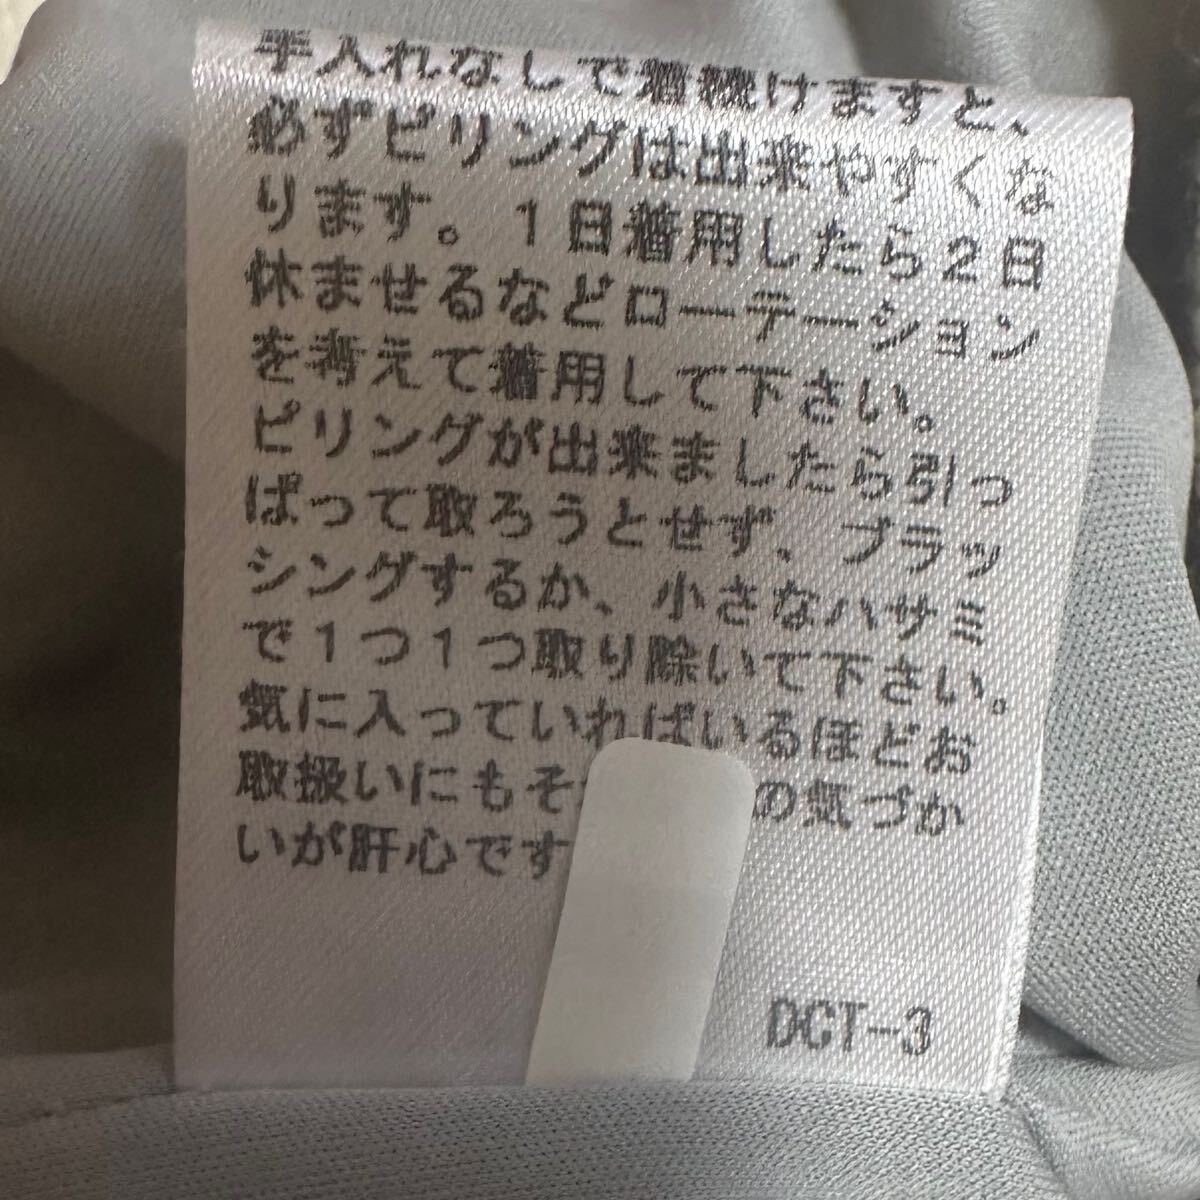 手入れなしで着続けますと、
必ずピリングは出来やすくな
ります。1日着用したら2日
休ませるなどローテーション
を考えて着用して下さい。
ピリングが出来ましたら引っ
ぱって取ろうとせず、ブラッ
シングするか、小さなハサミ
で1つ1つ取り除いて下さい。
気に入っていればいるほどお
取扱いにもそ の気づか
いが肝心です
DCT-3